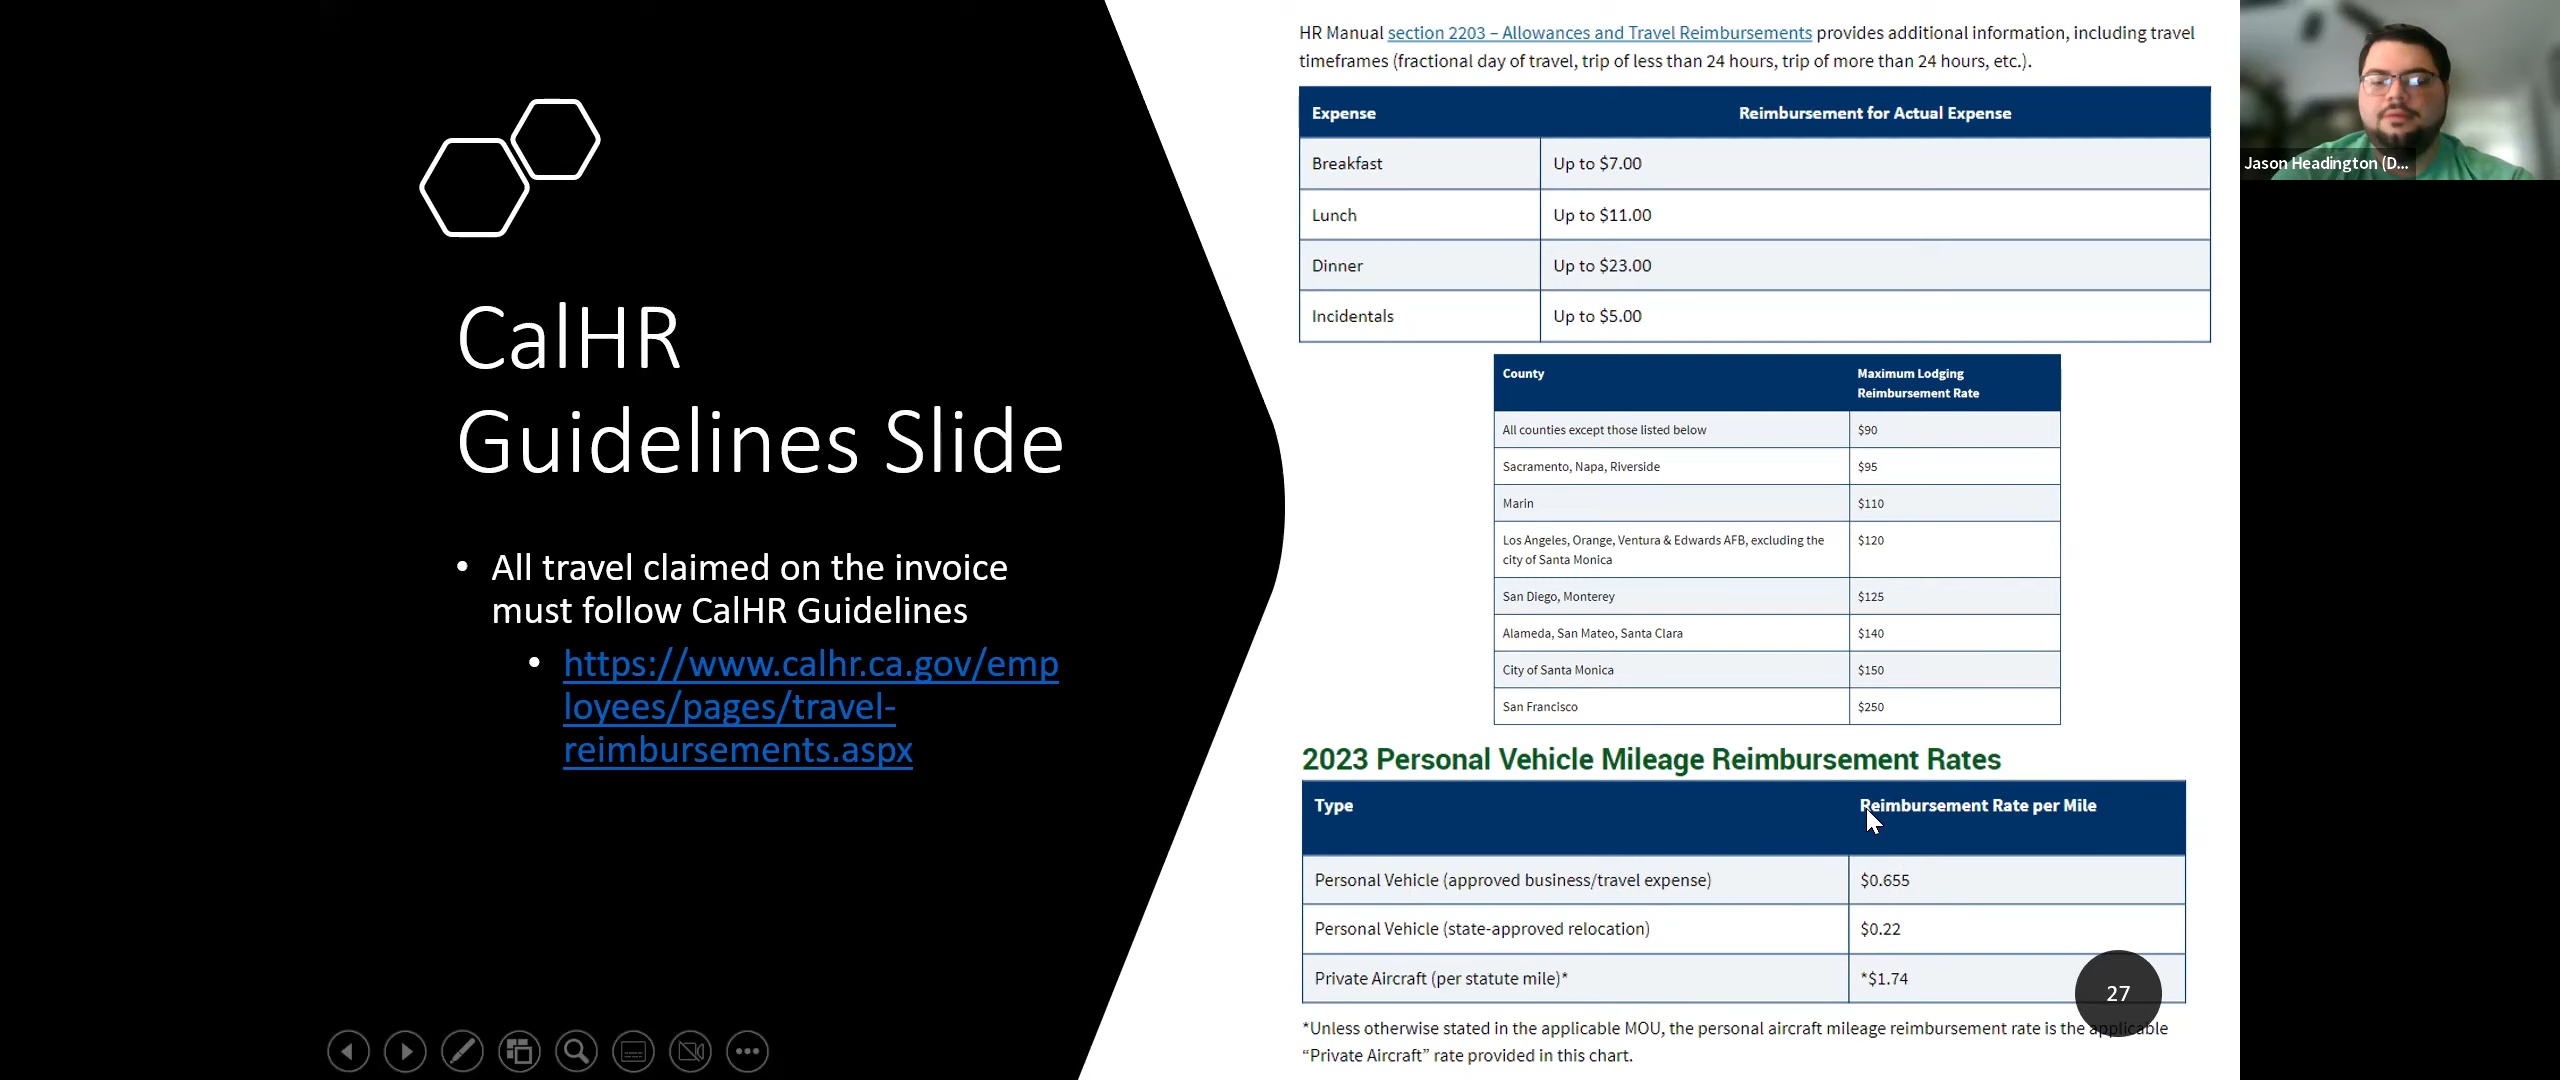 CalHR
Guidelines Slide
• All travel claimed on the invoice
must follow CalHR Guidelines
• https://www.calhr.ca.gov/emp
loyees/pages/travel-
reimbursements.aspx
HR Manual section 2203 – Allowances and Travel Reimbursements provides additional information, including travel
timeframes (fractional day of travel, trip of less than 24 hours, trip of more than 24 hours, etc.).
Expense Reimbursement for Actual Expense
Breakfast Up to $7.00
Lunch Up to $11.00
Dinner Up to $23.00
Incidentals Up to $5.00
County Maximum Lodging
Reimbursement Rate
All counties except those listed below $90
Sacramento, Napa, Riverside $95
Marin $110
Los Angeles, Orange, Ventura & Edwards AFB, excluding the $120
city of Santa Monica
San Diego, Monterey $125
Alameda, San Mateo, Santa Clara $140
City of Santa Monica $150
San Francisco $250
2023 Personal Vehicle Mileage Reimbursement Rates
Type Reimbursement Rate per Mile
Personal Vehicle (approved business/travel expense) $0.655
Personal Vehicle (state-approved relocation) $0.22
Private Aircraft (per statute mile)* *$1.74
27
*Unless otherwise stated in the applicable MOU, the personal aircraft mileage reimbursement rate is the applicable
“Private Aircraft” rate provided in this chart.
Jason Headington (D...